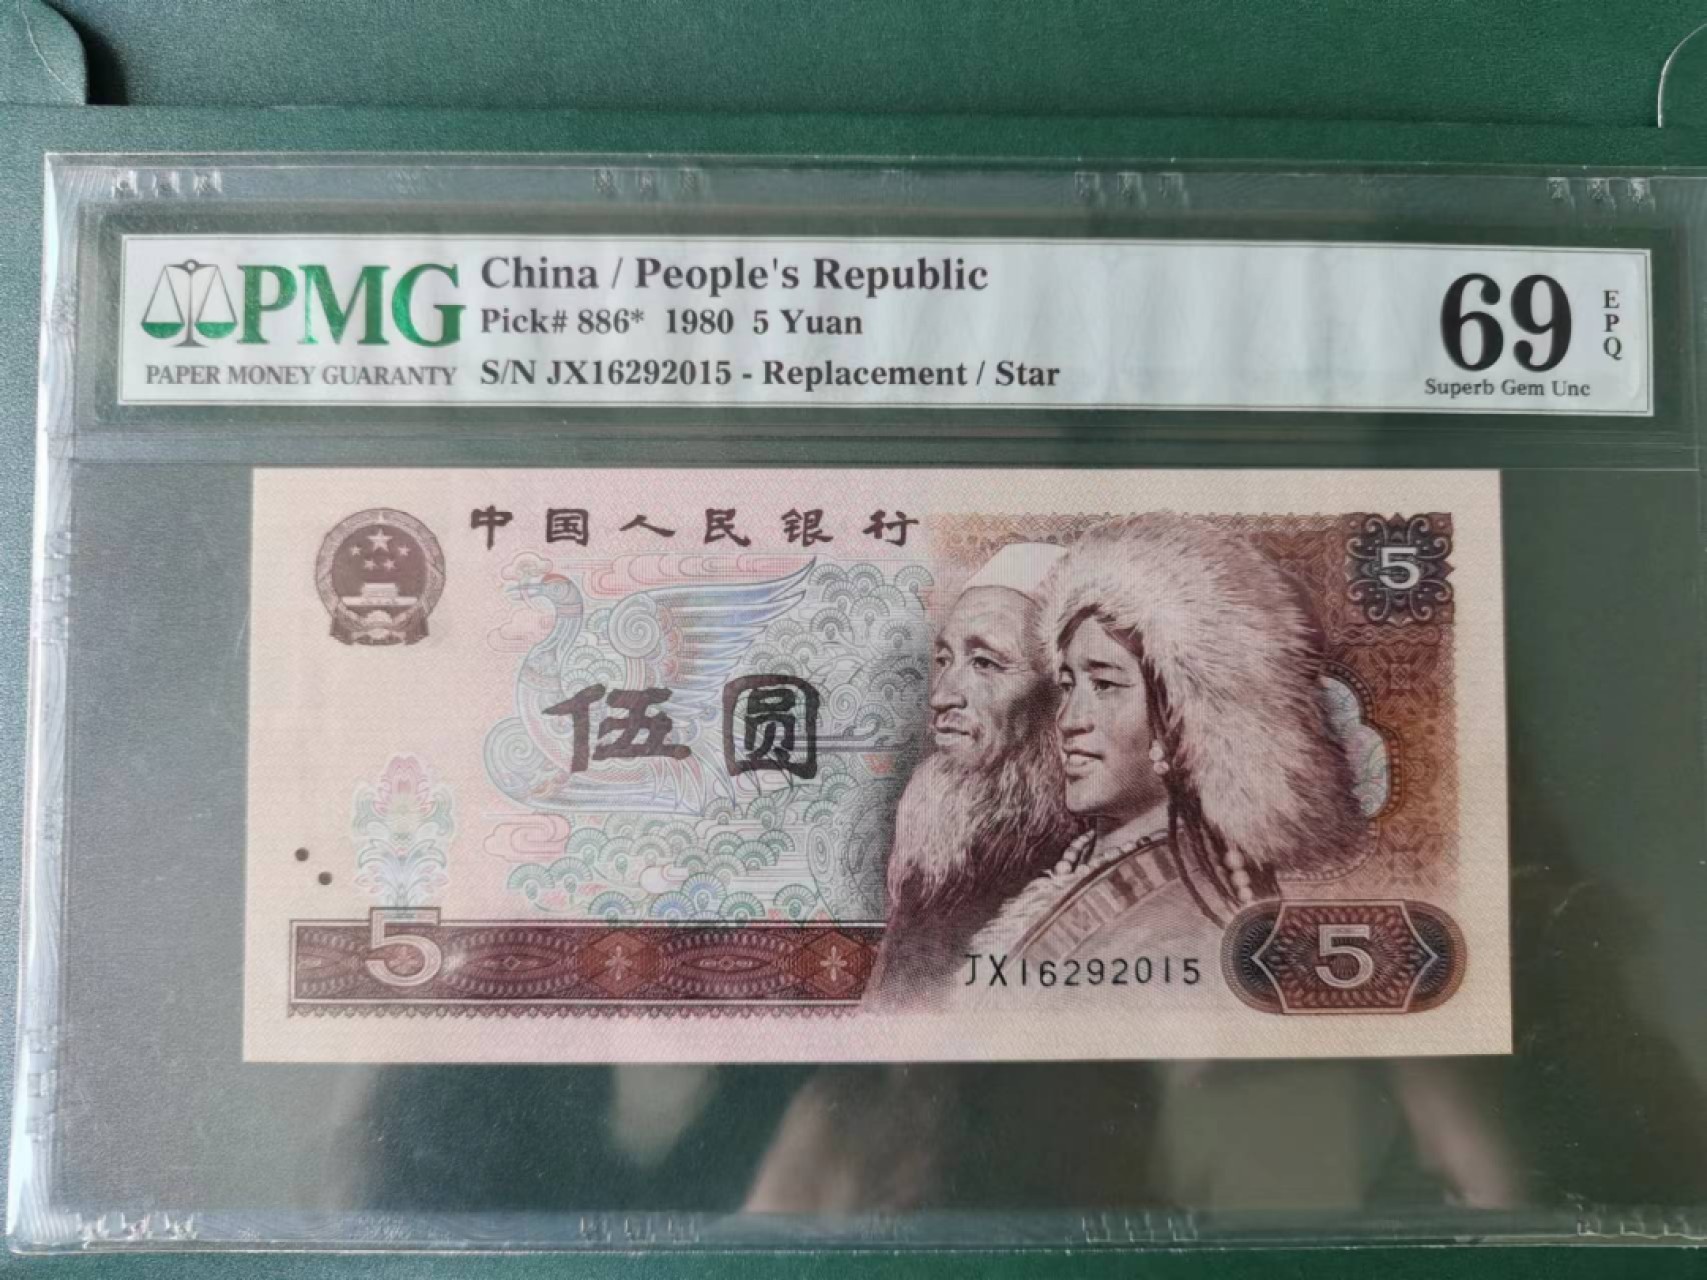 PMG
PAPER MONEY GUARANTY
China / People's Republic
Pick# 886* 1980 5 Yuan
S/N JX16292015 - Replacement / Star
69
EPQ
Superb Gem Unc
中国人民银行
5
伍圆
5
JX16292015
5